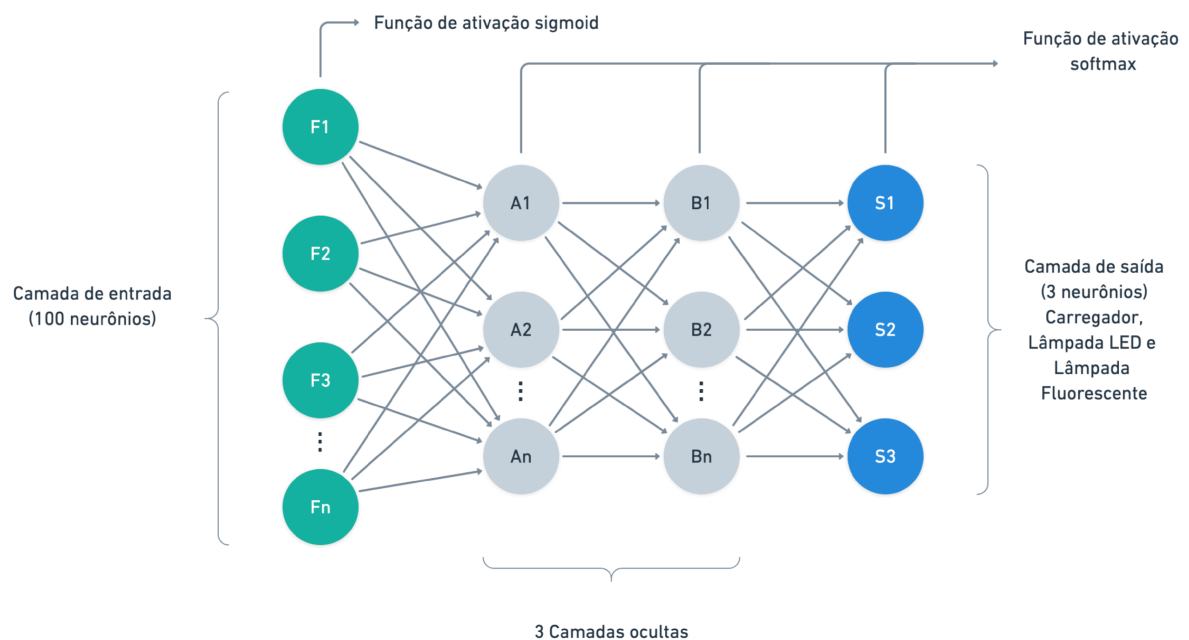 Função de ativação sigmoid
Função de ativação
softmax
F1
F2
F3
⋮
Fn
A1
A2
⋮
An
B1
B2
⋮
Bn
S1
S2
S3
Camada de entrada
(100 neurônios)
Camada de saída
(3 neurônios)
Carregador,
Lâmpada LED e
Lâmpada
Fluorescente
3 Camadas ocultas